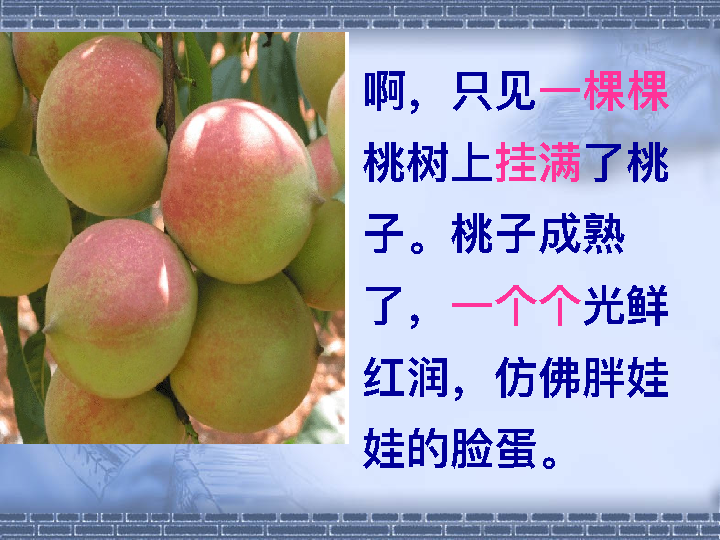 啊，只见一棵棵
桃树上挂满了桃
子。桃子成熟
了，一个个光鲜
红润，仿佛胖娃
娃的脸蛋。